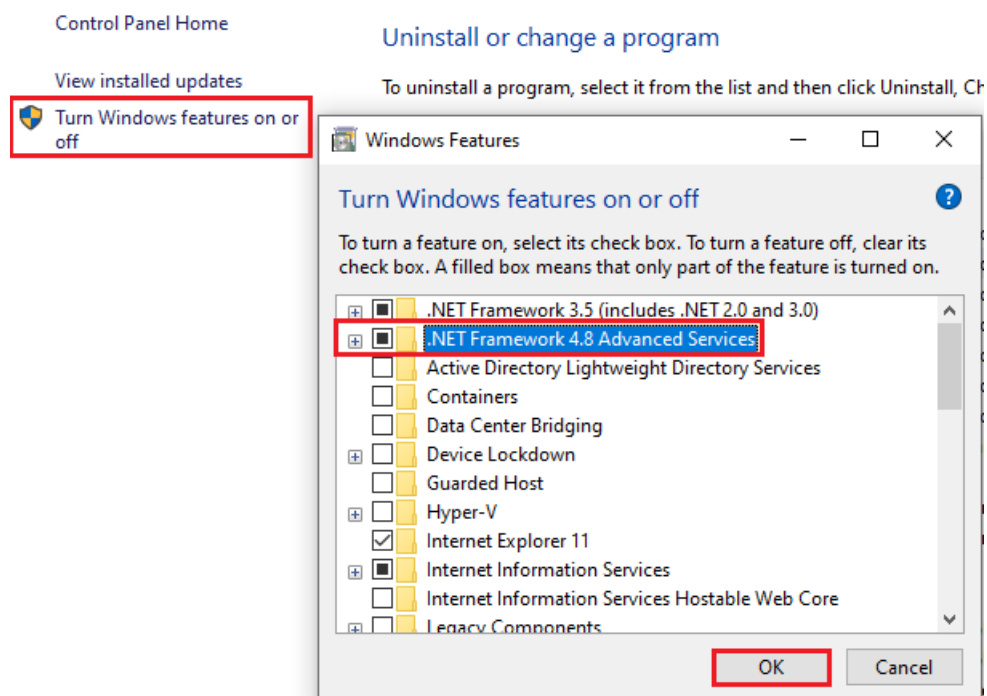 Control Panel Home
View installed updates
Turn Windows features on or
off
Uninstall or change a program
To uninstall a program, select it from the list and then click Uninstall, Ch
Windows Features
Turn Windows features on or off
?
To turn a feature on, select its check box. To turn a feature off, clear its
check box. A filled box means that only part of the feature is turned on.
.NET Framework 3.5 (includes .NET 2.0 and 3.0)
.NET Framework 4.8 Advanced Services
Active Directory Lightweight Directory Services
Containers
Data Center Bridging
Device Lockdown
Guarded Host
Hyper-V
Internet Explorer 11
Internet Information Services
Internet Information Services Hostable Web Core
Legacy Components
OK
Cancel